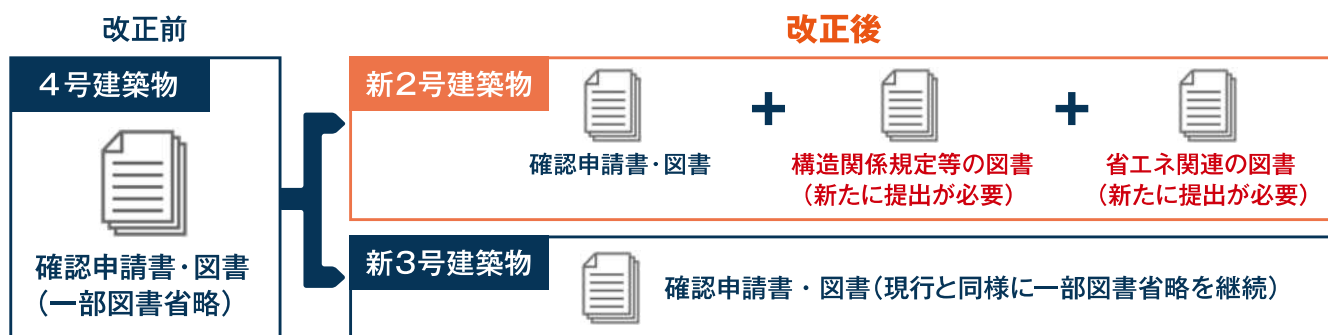 改正前
改正後
4号建築物
確認申請書・図書
（一部図書省略）
新2号建築物
確認申請書・図書
+
構造関係規定等の図書
（新たに提出が必要）
+
省エネ関連の図書
（新たに提出が必要）
新3号建築物
確認申請書・図書（現行と同様に一部図書省略を継続）